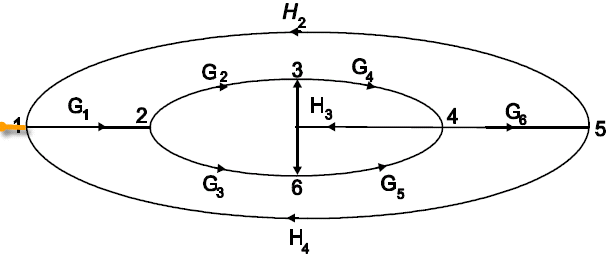 H₂
G₂ 3 G₄
1 G₁ 2 H₃ 4 G₆ 5
G₃ 6 G₅
H₄